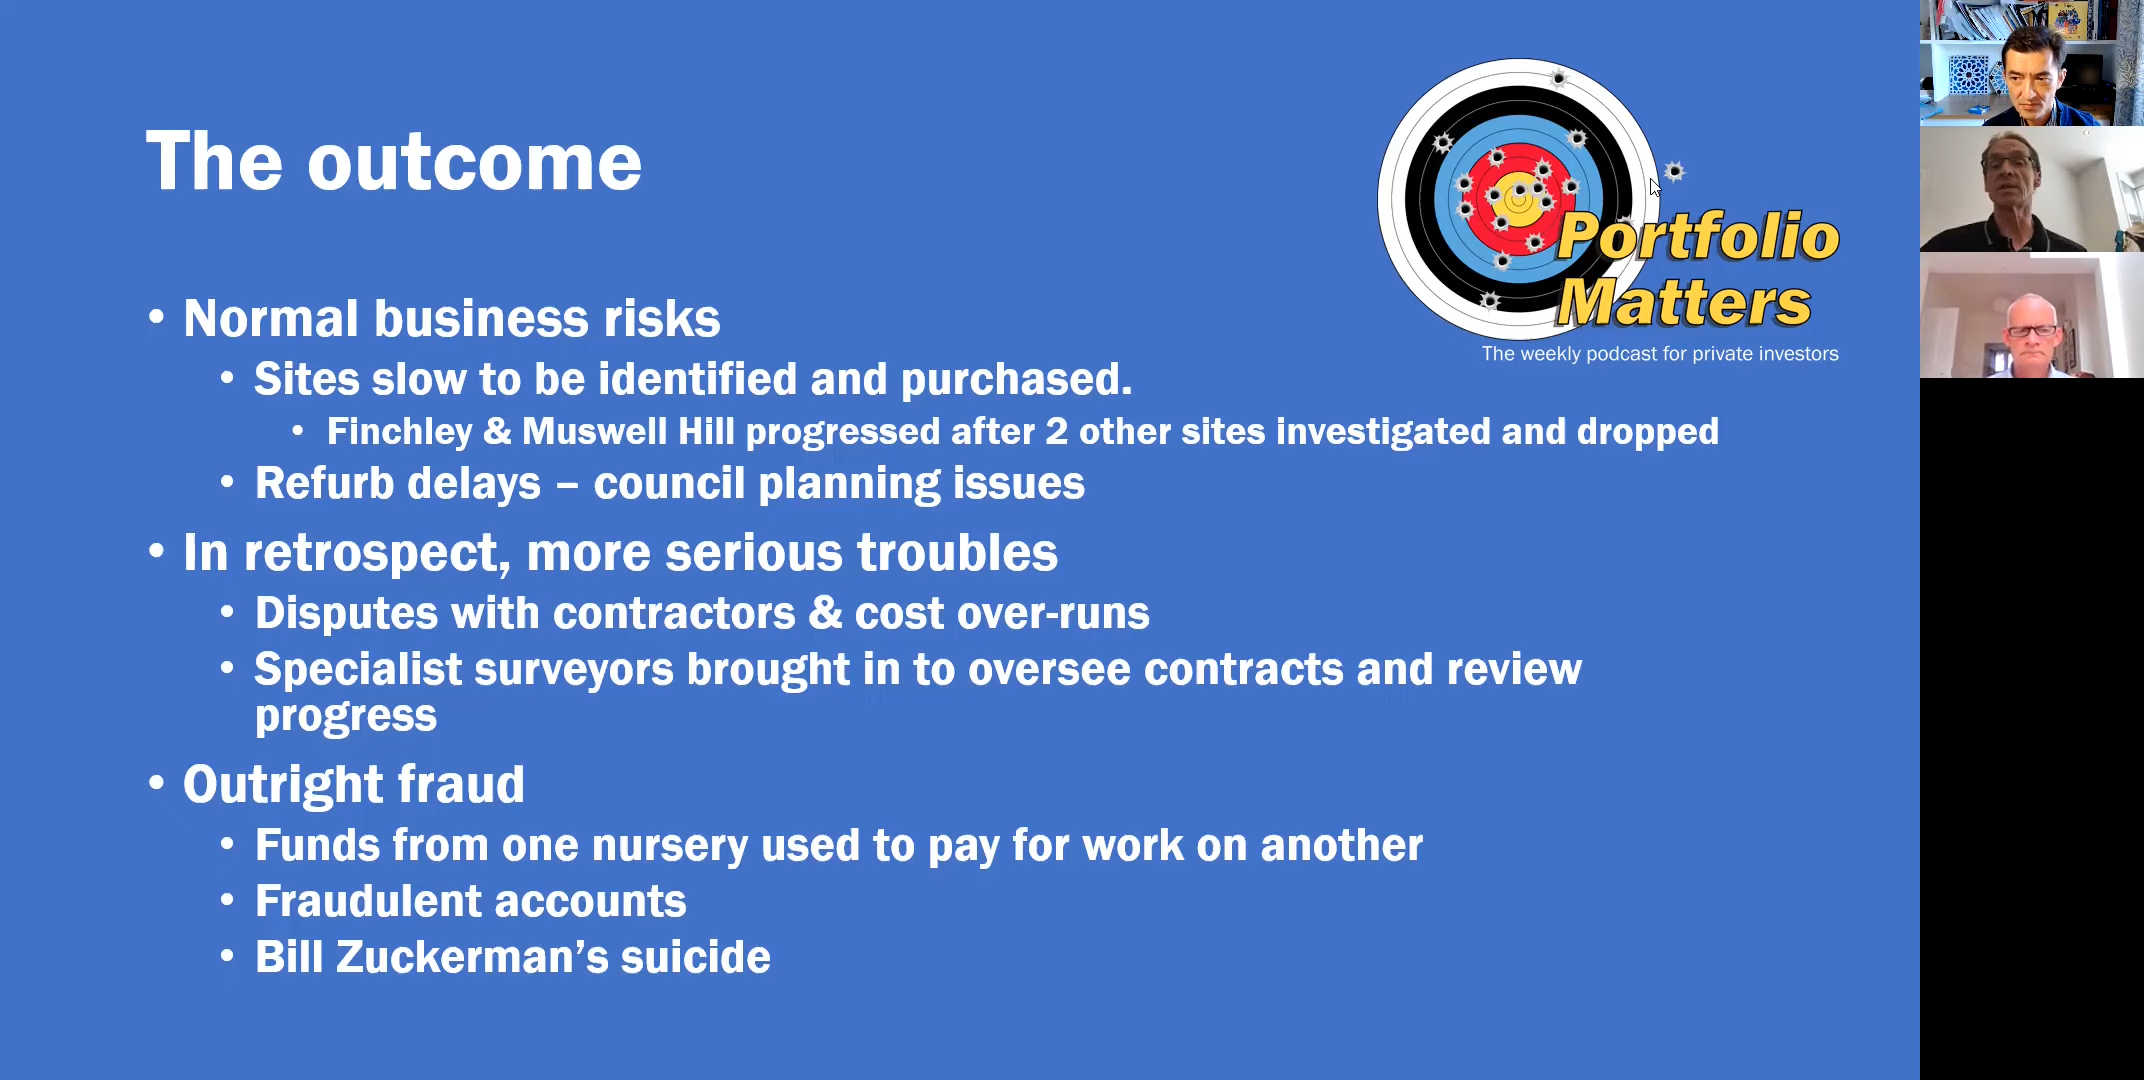 The outcome
Portfolio
Matters
The weekly podcast for private investors
• Normal business risks
• Sites slow to be identified and purchased.
• Finchley & Muswell Hill progressed after 2 other sites investigated and dropped
• Refurb delays – council planning issues
• In retrospect, more serious troubles
• Disputes with contractors & cost over-runs
• Specialist surveyors brought in to oversee contracts and review
progress
• Outright fraud
• Funds from one nursery used to pay for work on another
• Fraudulent accounts
• Bill Zuckerman’s suicide